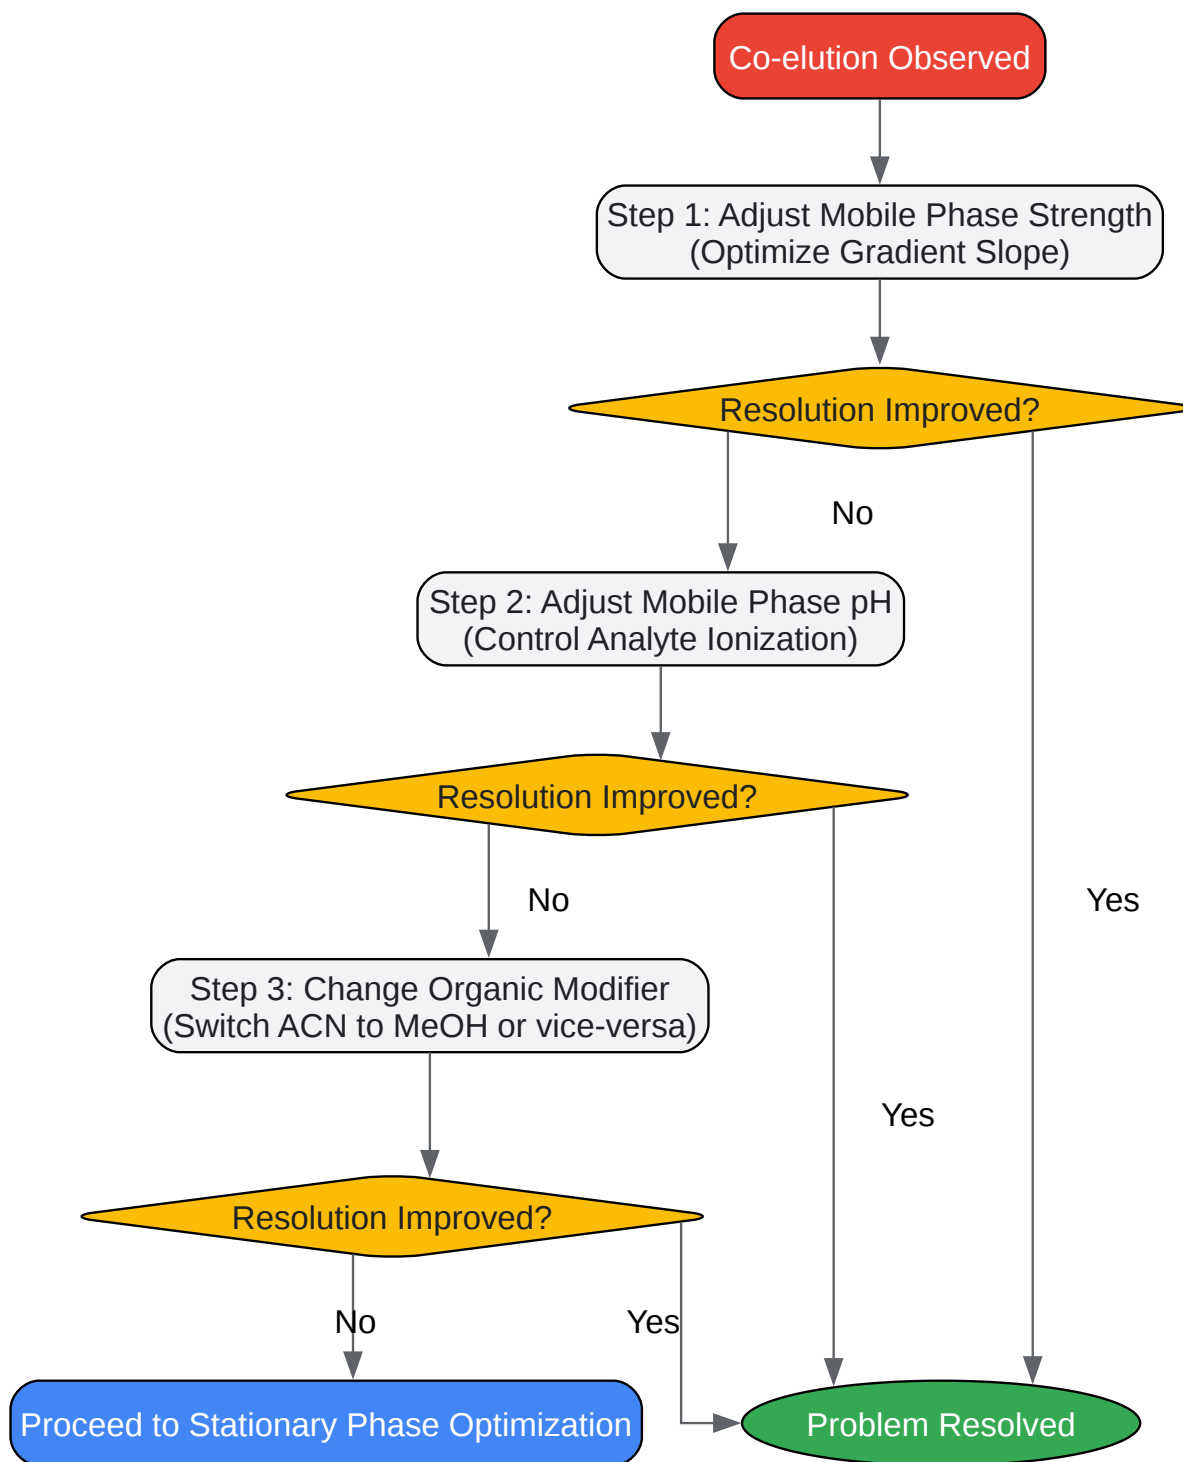 Co-elution Observed
Step 1: Adjust Mobile Phase Strength
(Optimize Gradient Slope)
Resolution Improved?
No
Step 2: Adjust Mobile Phase pH
(Control Analyte Ionization)
Resolution Improved?
No
Yes
Step 3: Change Organic Modifier
(Switch ACN to MeOH or vice-versa)
Yes
Resolution Improved?
No
Yes
Proceed to Stationary Phase Optimization
Problem Resolved